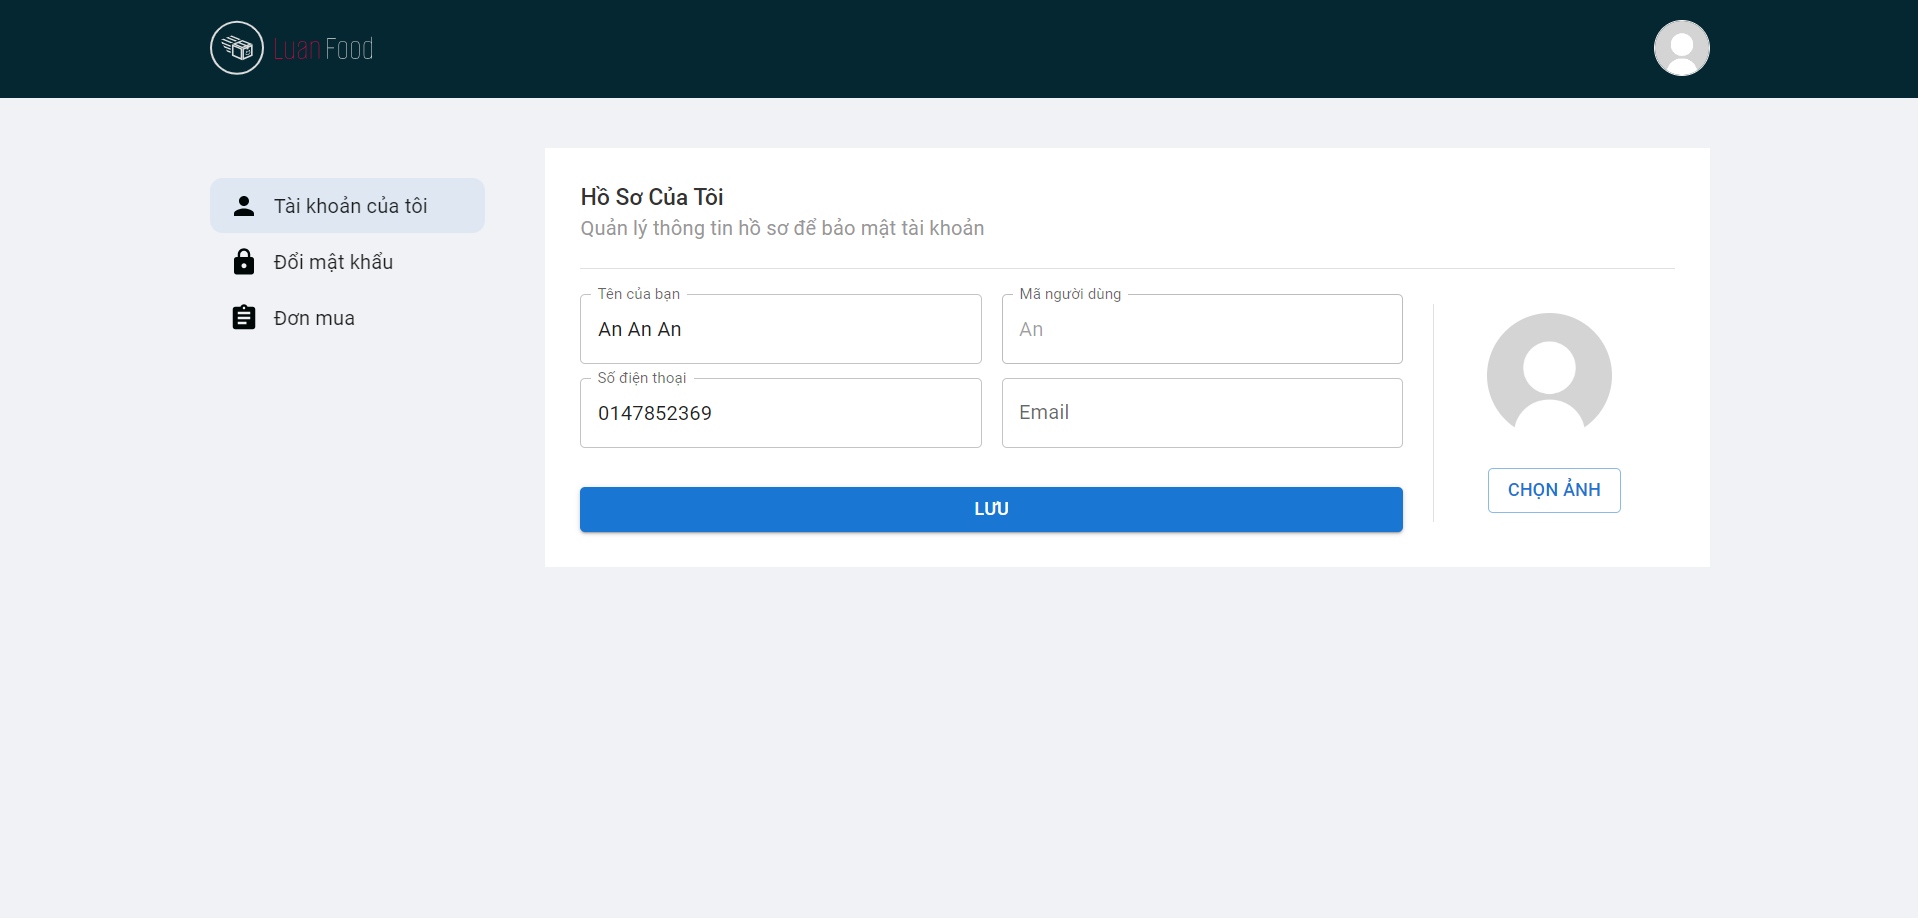 Luân Food
Tài khoản của tôi
Đổi mật khẩu
Đơn mua
Hồ Sơ Của Tôi
Quản lý thông tin hồ sơ để bảo mật tài khoản
Tên của bạn
An An An
Mã người dùng
An
Số điện thoại
0147852369
Email
LƯU
CHỌN ẢNH